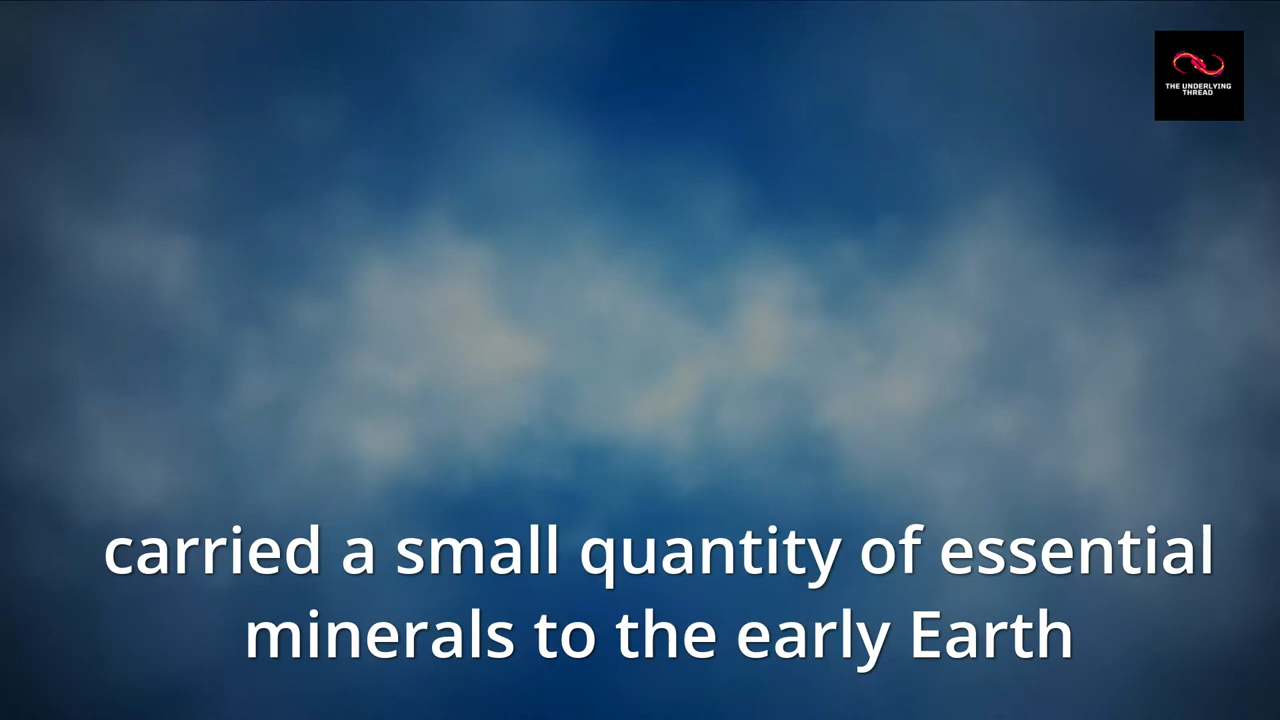 THE UNDERLYING
THREAD
carried a small quantity of essential
minerals to the early Earth